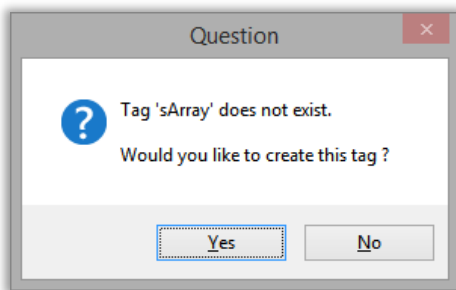 Question
Tag 'sArray' does not exist.
Would you like to create this tag ?
Yes
No